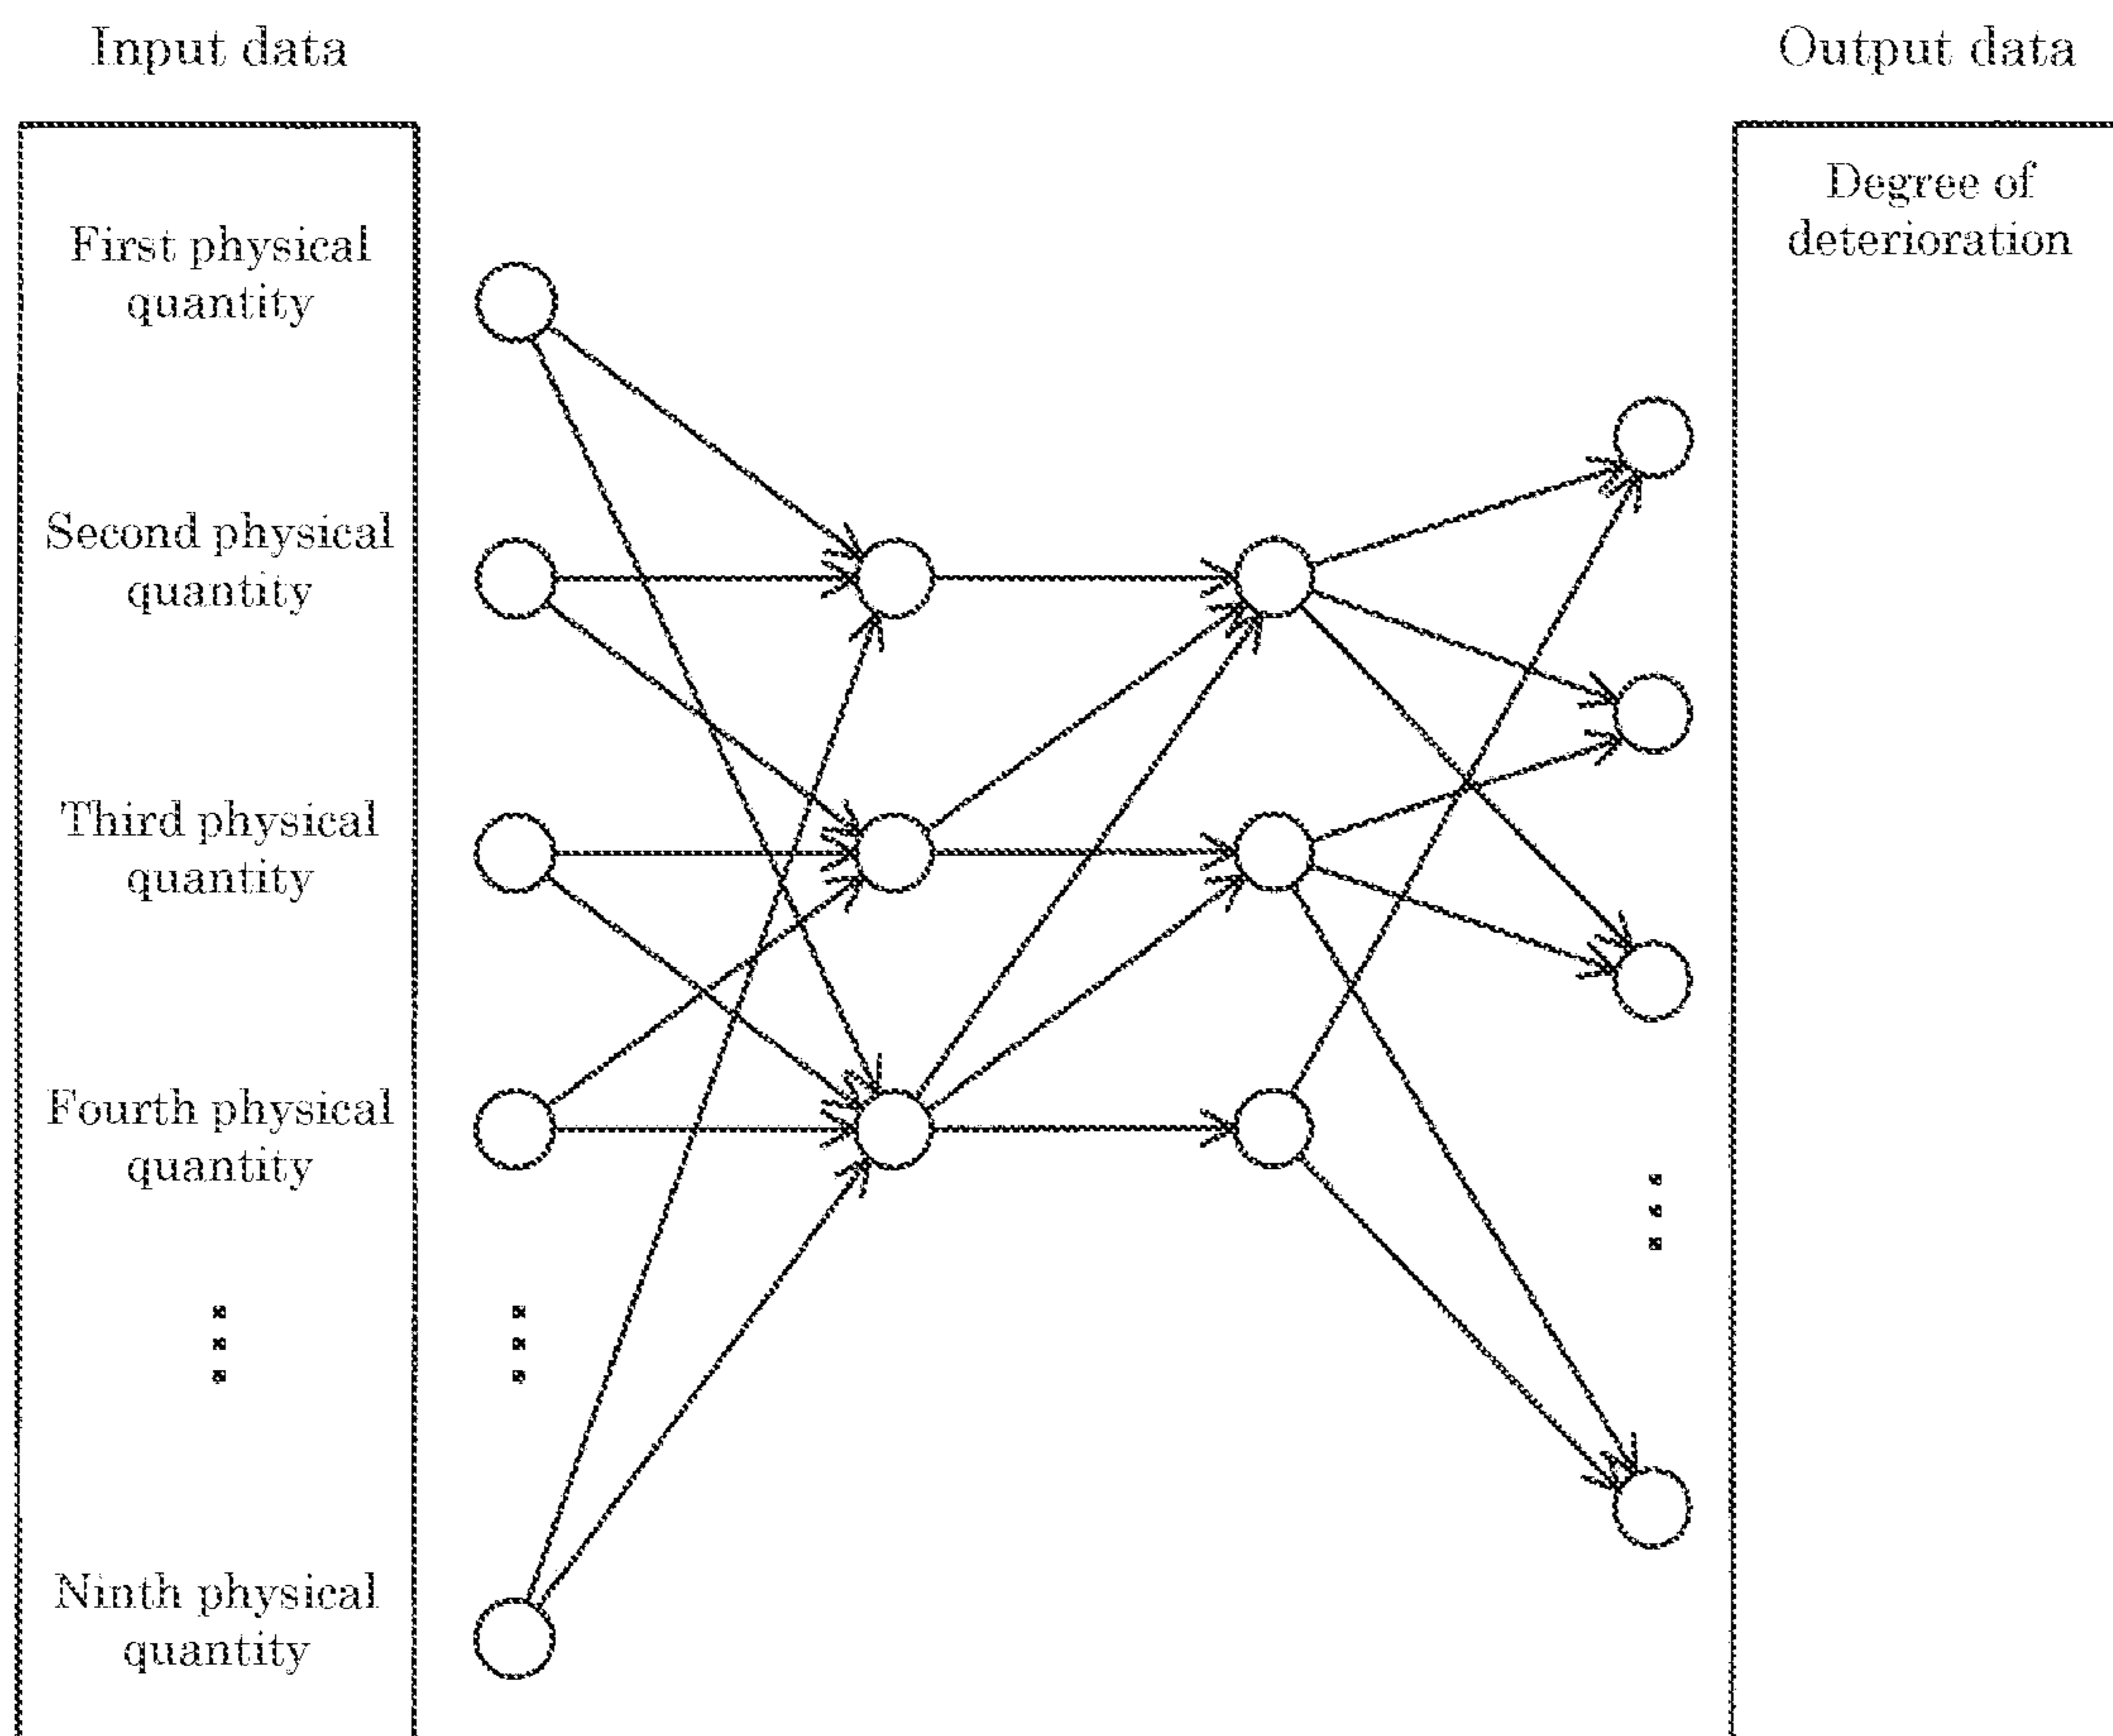 Input data
Output data
First physical
quantity
Second physical
quantity
Third physical
quantity
Fourth physical
quantity
Ninth physical
quantity
Degree of
deterioration